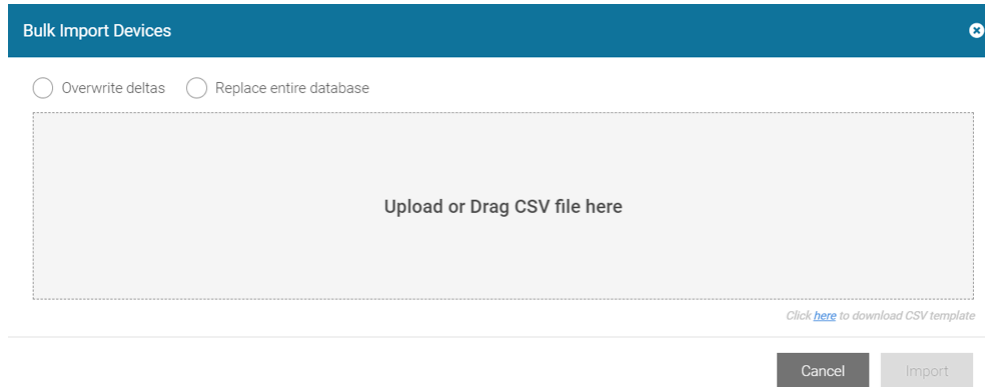 Bulk Import Devices
Overwrite deltas Replace entire database
Upload or Drag CSV file here
Click here to download CSV template
Cancel Import